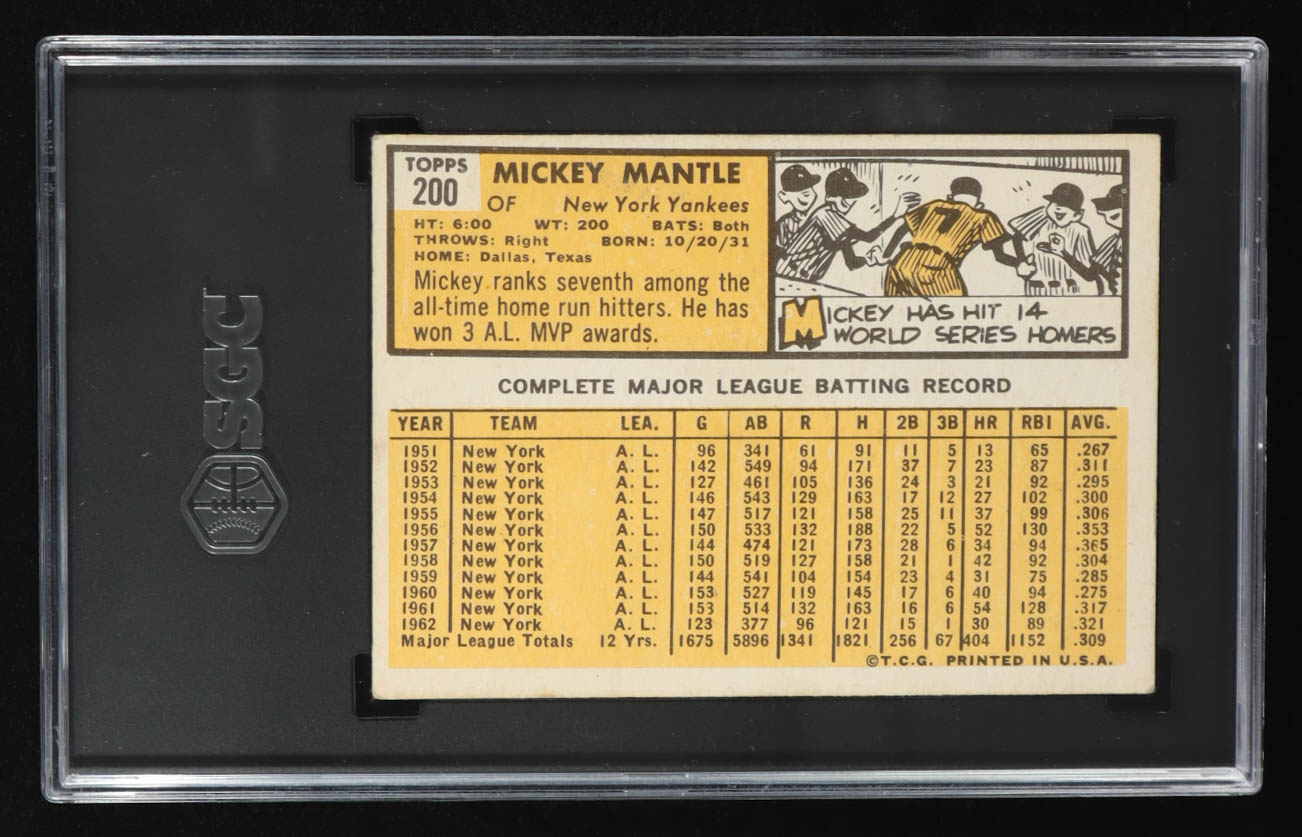 SGC
TOPPS
200
MICKEY MANTLE
OF New York Yankees
HT: 6:00 WT: 200 BATS: Both
THROWS: Right BORN: 10/20/31
HOME: Dallas, Texas
Mickey ranks seventh among the
all-time home run hitters. He has
won 3 A.L. MVP awards.
7
MICKEY HAS HIT 14
WORLD SERIES HOMERS
COMPLETE MAJOR LEAGUE BATTING RECORD
YEAR TEAM LEA. G AB R H 2B 3B HR RBI AVG.
1951 New York A. L. 96 341 61 91 11 5 13 65 .267
1952 New York A. L. 142 549 94 171 37 7 23 87 .311
1953 New York A. L. 127 461 105 136 24 3 21 92 .295
1954 New York A. L. 146 543 129 163 17 12 27 102 .300
1955 New York A. L. 147 517 121 158 25 11 37 99 .306
1956 New York A. L. 150 533 132 188 22 5 52 130 .353
1957 New York A. L. 144 474 121 173 28 6 34 94 .365
1958 New York A. L. 150 519 127 158 21 1 42 92 .304
1959 New York A. L. 144 541 104 154 23 4 31 75 .285
1960 New York A. L. 153 527 119 145 17 6 40 94 .275
1961 New York A. L. 153 514 132 163 16 6 54 128 .317
1962 New York A. L. 123 377 96 121 15 1 30 89 .321
Major League Totals 12 Yrs. 1675 5896 1341 1821 256 67 404 1152 .309
©T.C.G. PRINTED IN U.S.A.